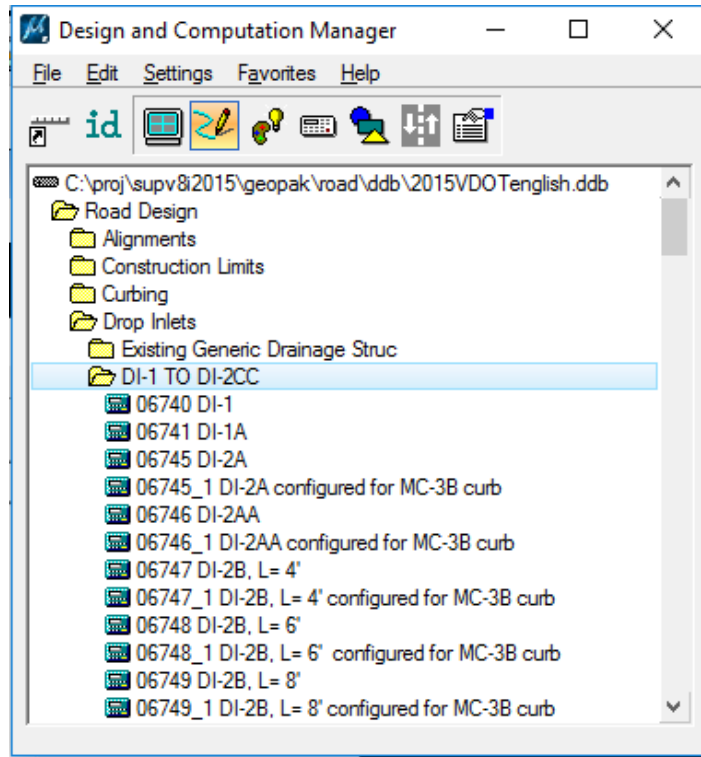 Design and Computation Manager
File Edit Settings Favorites Help
id
C:\proj\supv8i2015\geopak\road\ddb\2015VDOTenglish.ddb
Road Design
Alignments
Construction Limits
Curbing
Drop Inlets
Existing Generic Drainage Struc
DI-1 TO DI-2CC
06740 DI-1
06741 DI-1A
06745 DI-2A
06745_1 DI-2A configured for MC-3B curb
06746 DI-2AA
06746_1 DI-2AA configured for MC-3B curb
06747 DI-2B, L= 4'
06747_1 DI-2B, L= 4' configured for MC-3B curb
06748 DI-2B, L= 6'
06748_1 DI-2B, L= 6'  configured for MC-3B curb
06749 DI-2B, L= 8'
06749_1 DI-2B, L= 8' configured for MC-3B curb